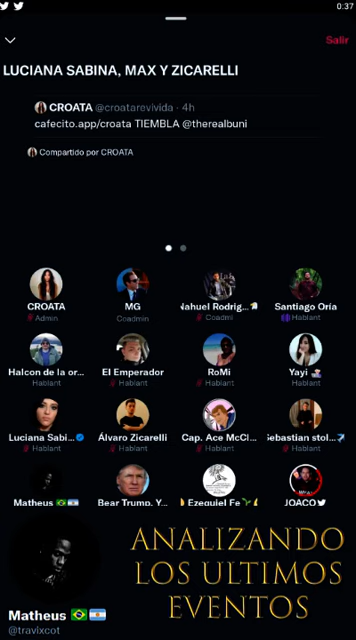 0:37
Salir
LUCIANA SABINA, MAX Y ZICARELLI
CROATA @croatarevivida · 4h
cafecito.app/croata TIEMBLA @therealbuni
Compartido por CROATA
CROATA MG Nahuel Rodrig... Santiago Oría
Admin Coadmin Coadmi Hablant
Halcon de la or... El Emperador RoMi Yayi
Hablant Hablant Hablant Hablant
Luciana Sabi... Álvaro Zicarelli Cap. Ace McCl... Sebastian stol...
Hablant Hablant Hablant Hablant
Matheus 🇧🇷🇦🇷 Bear Trump. Y... Ezequiel Fe JOACO
ANALIZANDO
LOS ULTIMOS
EVENTOS
Matheus 🇧🇷🇦🇷
@travixcot